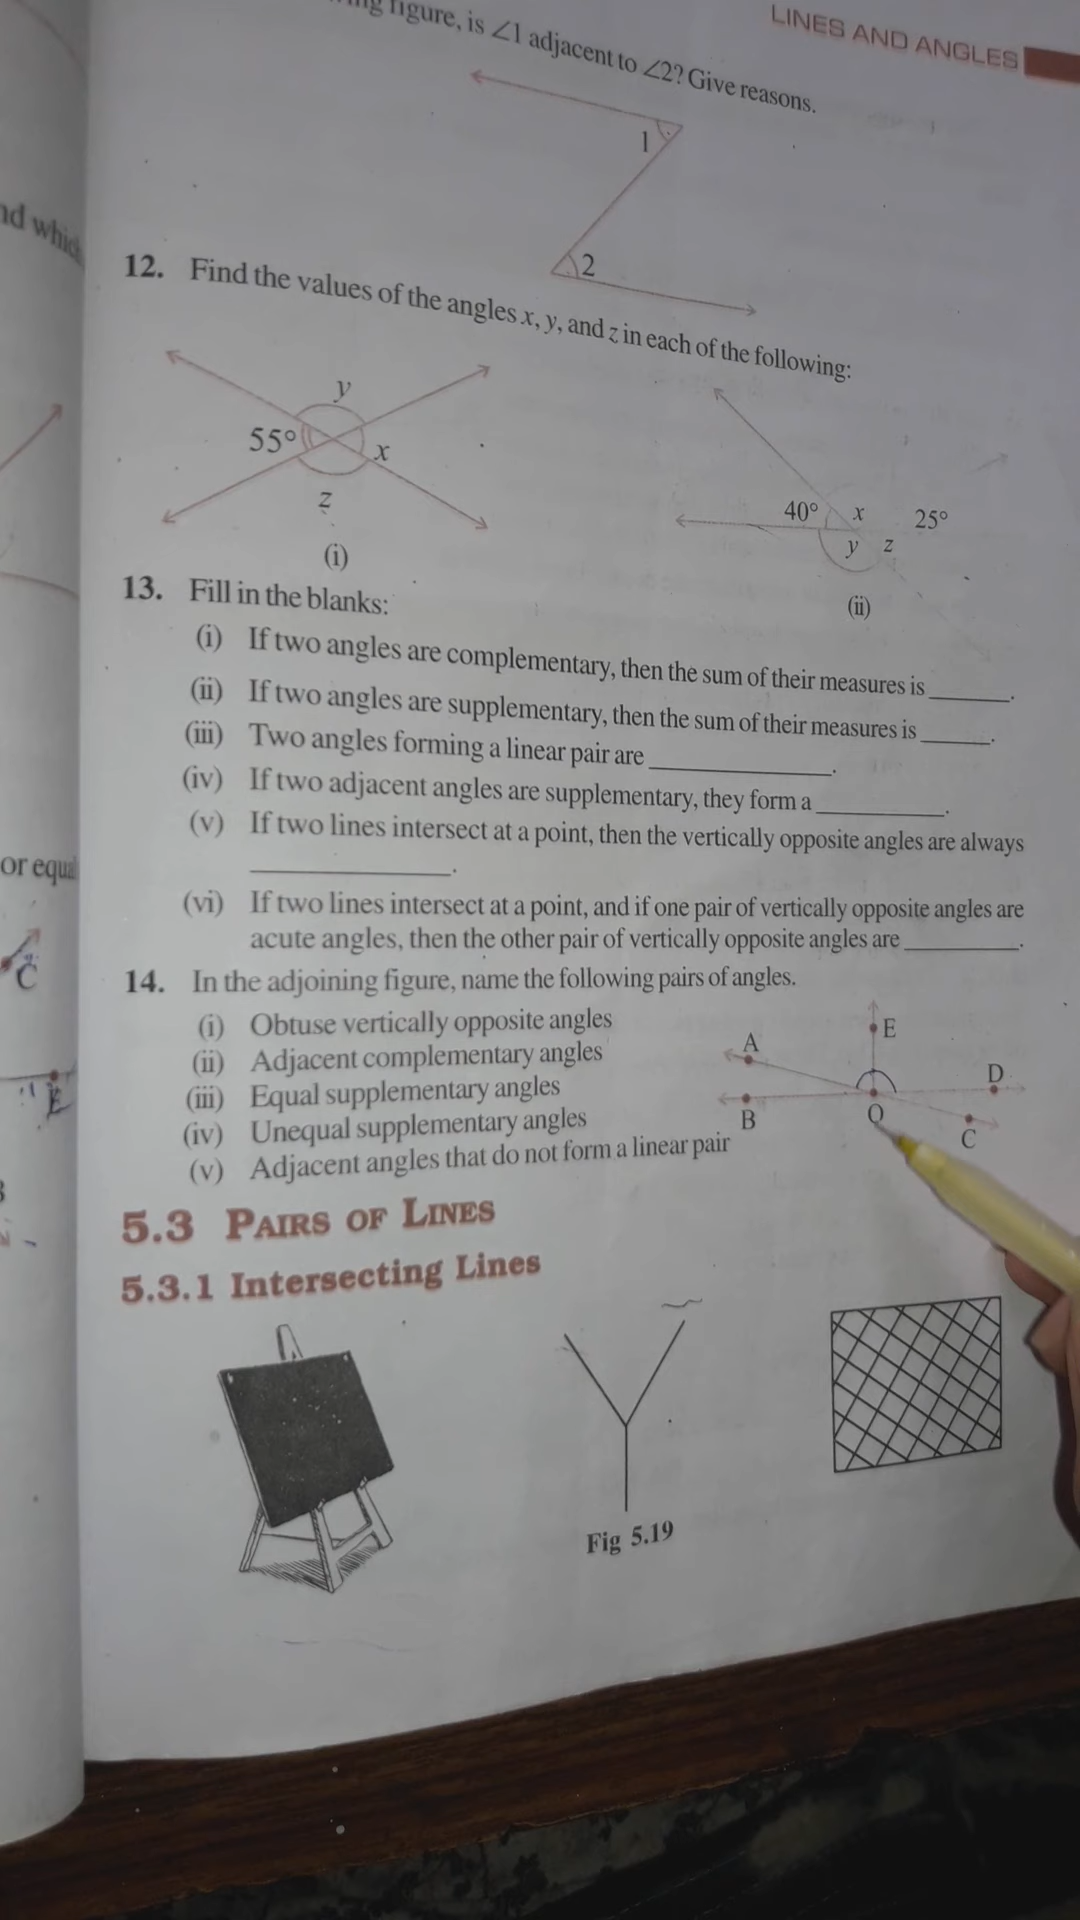 LINES AND ANGLES
figure, is ∠1 adjacent to ∠2? Give reasons.
1
2
12. Find the values of the angles x, y, and z in each of the following:
y
55°
x
z
(i)
40°
x
25°
y
z
(ii)
13. Fill in the blanks:
(i) If two angles are complementary, then the sum of their measures is ______.
(ii) If two angles are supplementary, then the sum of their measures is ______.
(iii) Two angles forming a linear pair are ______________.
(iv) If two adjacent angles are supplementary, they form a __________.
(v) If two lines intersect at a point, then the vertically opposite angles are always
______________.
(vi) If two lines intersect at a point, and if one pair of vertically opposite angles are
acute angles, then the other pair of vertically opposite angles are _________.
14. In the adjoining figure, name the following pairs of angles.
(i) Obtuse vertically opposite angles
(ii) Adjacent complementary angles
(iii) Equal supplementary angles
(iv) Unequal supplementary angles
(v) Adjacent angles that do not form a linear pair
E
A
D
B
O
C
5.3 PAIRS OF LINES
5.3.1 Intersecting Lines
Fig 5.19
or equal
C
E